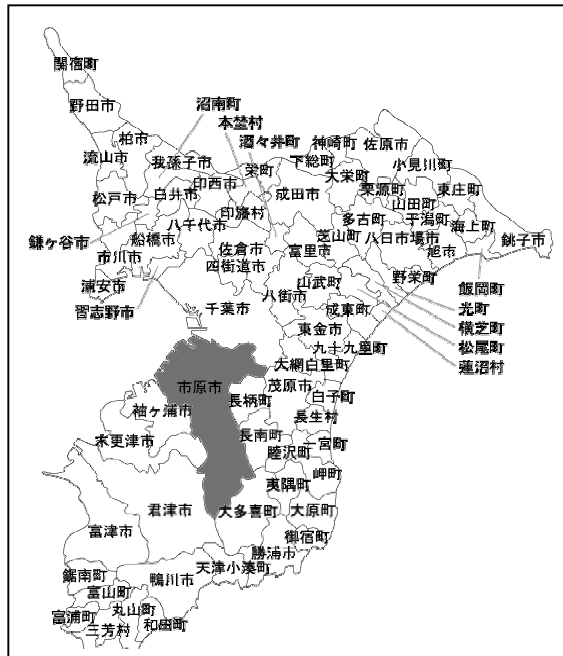 関宿町
野田市
沼南町
本埜村
酒々井町
柏市
神崎町
佐原市
流山市
我孫子市
栄町
下総町
小見川町
印西市
大栄町
松戸市
白井市
成田市
栗源町
東庄町
山田町
八千代市
印旛村
多古町
干潟町
海上町
鎌ヶ谷市
船橋市
佐倉市
富里市
芝山町
八日市場市
旭市
銚子市
市川市
四街道市
浦安市
八街市
山武町
野栄町
飯岡町
習志野市
千葉市
成東町
光町
横芝町
東金市
松尾町
九十九里町
蓮沼村
大網白里町
市原市
茂原市
長柄町
白子町
袖ヶ浦市
長生村
木更津市
長南町
一宮町
睦沢町
岬町
夷隅町
君津市
大多喜町
大原町
富津市
御宿町
勝浦市
天津小湊町
鋸南町
鴨川市
富山町
富浦町
丸山町
和田町
三芳村